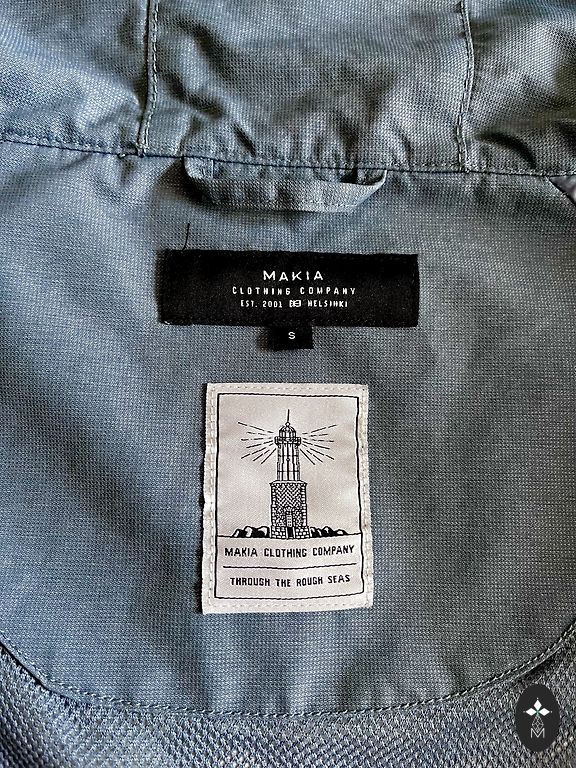 MAKIA
CLOTHING COMPANY
EST. 2001 HELSINKI
S
MAKIA CLOTHING COMPANY
THROUGH THE ROUGH SEAS
M